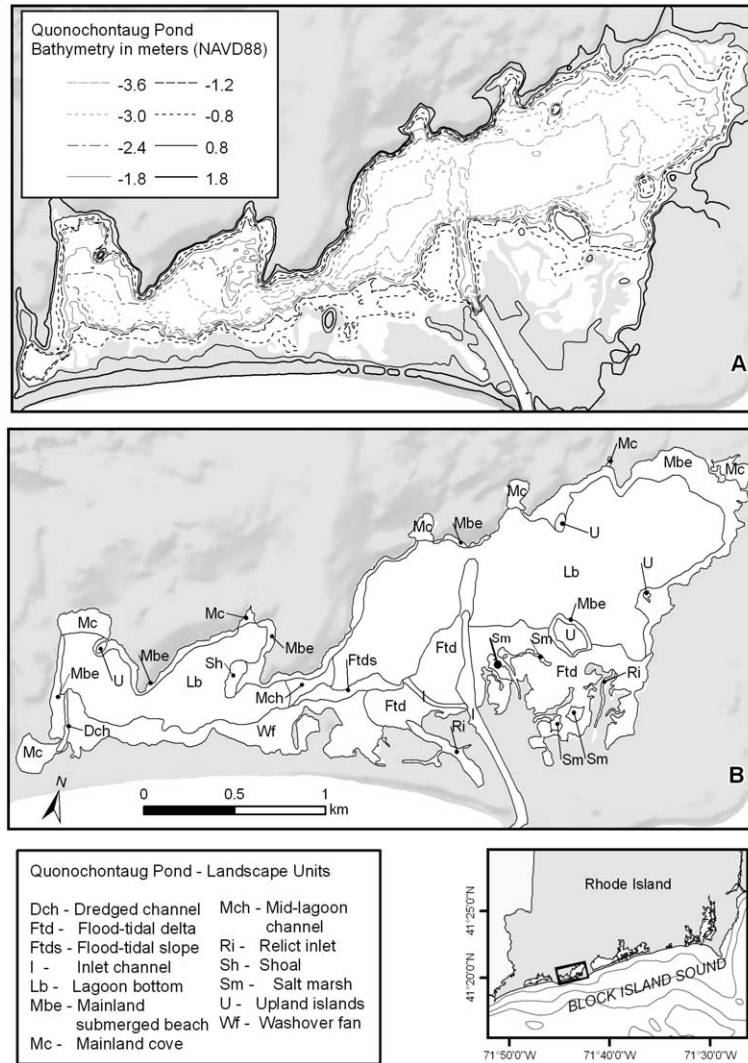 Quonochontaug Pond
Bathymetry in meters (NAVD88)
-3.6 -1.2
-3.0 -0.8
-2.4 0.8
-1.8 1.8
A
Mc
Mbe
Mc
Mc
Mc
Mbe
U
Lb
U
Mc
Mbe
Mc
Mbe
U
Sm
Sm
Mbe
Sh
Ftds
Ftd
Ftd
Ri
Mbe
U
Lb
Mch
I
I
Ftd
Wf
Ri
Dch
Mc
Sm
Sm
N
0 0.5 1
km
B
Quonochontaug Pond - Landscape Units
Dch - Dredged channel
Ftd - Flood-tidal delta
Ftds - Flood-tidal slope
I - Inlet channel
Lb - Lagoon bottom
Mbe - Mainland
submerged beach
Mc - Mainland cove
Mch - Mid-lagoon
channel
Ri - Relict inlet
Sh - Shoal
Sm - Salt marsh
U - Upland islands
Wf - Washover fan
Rhode Island
BLOCK ISLAND SOUND
41°25'0"N
41°20'0"N
71°50'0"W 71°40'0"W 71°30'0"W